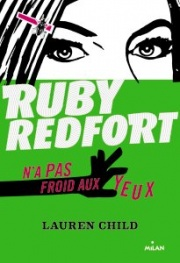 RUBY
REDFORT
N'A PAS
FROID AUX
YEUX
LAUREN CHILD
MILAN